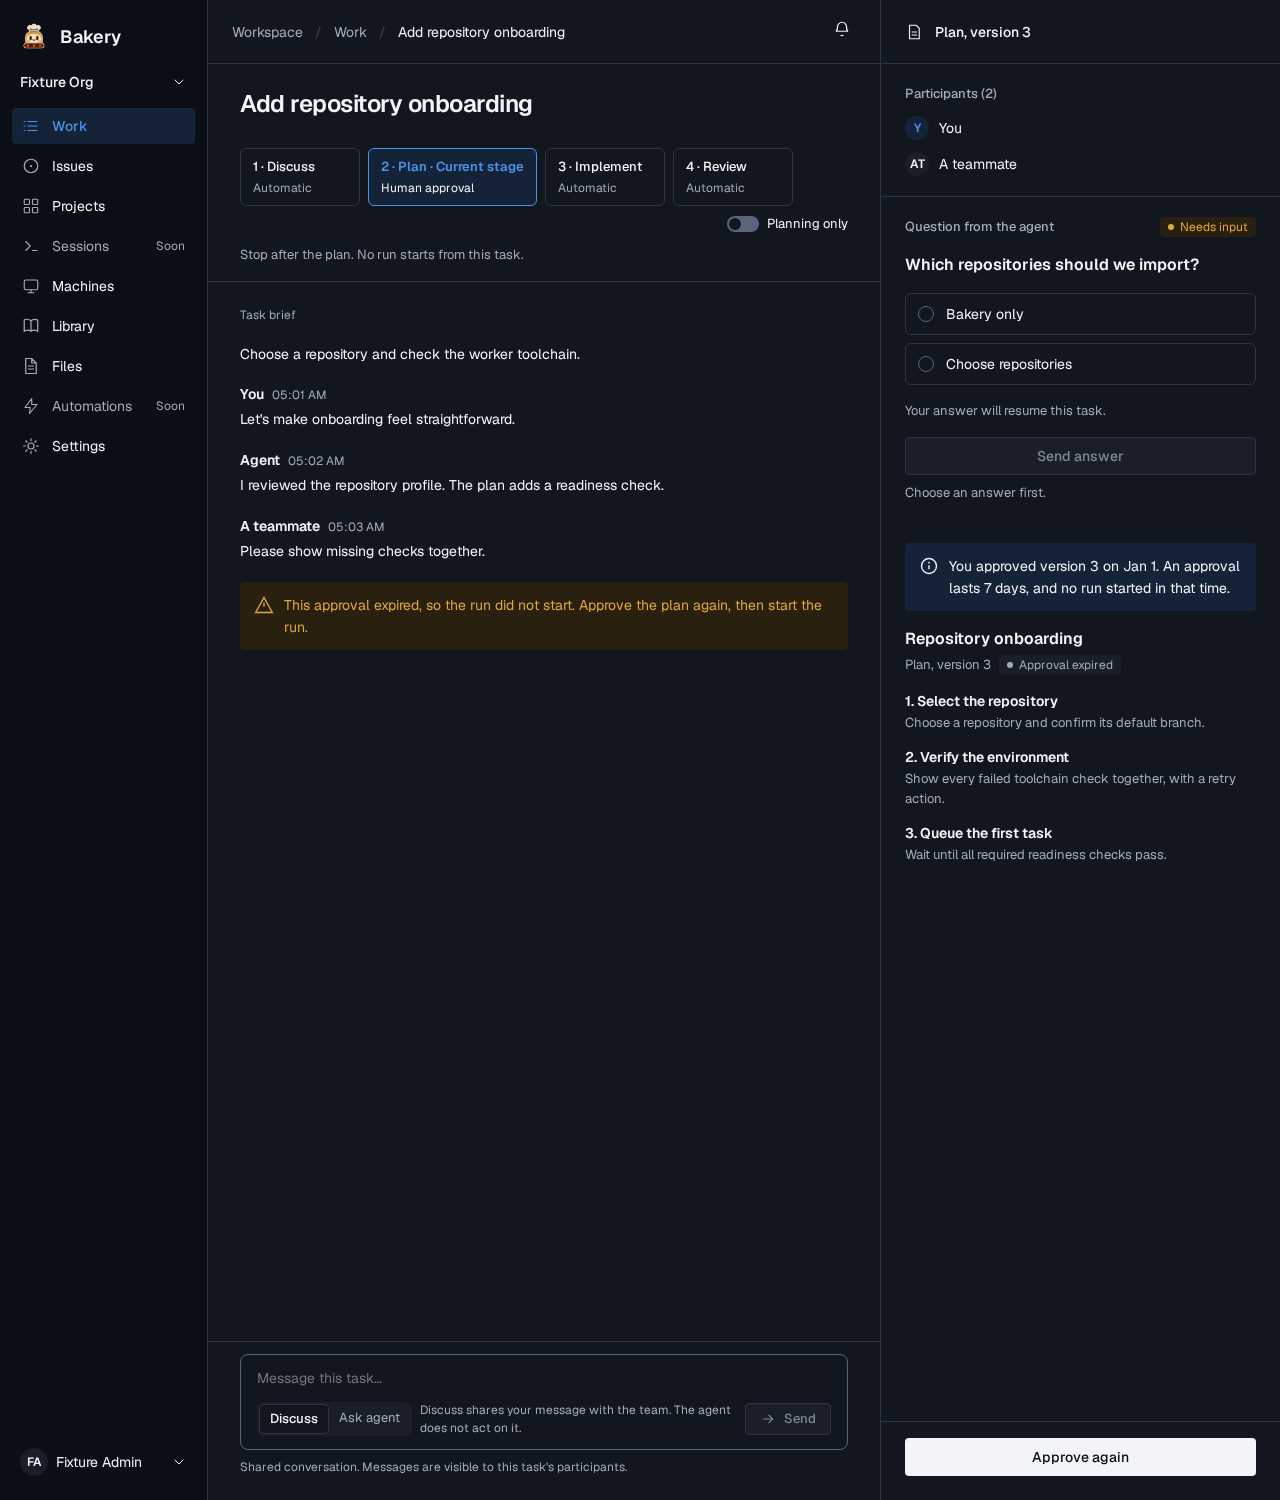 Bakery
Fixture Org
Work
Issues
Projects
Sessions Soon
Machines
Library
Files
Automations Soon
Settings
FA Fixture Admin
Workspace / Work / Add repository onboarding
Add repository onboarding
1 · Discuss
Automatic
2 · Plan · Current stage
Human approval
3 · Implement
Automatic
4 · Review
Automatic
Planning only
Stop after the plan. No run starts from this task.
Task brief
Choose a repository and check the worker toolchain.
You 05:01 AM
Let's make onboarding feel straightforward.
Agent 05:02 AM
I reviewed the repository profile. The plan adds a readiness check.
A teammate 05:03 AM
Please show missing checks together.
This approval expired, so the run did not start. Approve the plan again, then start the
run.
Message this task...
Discuss Ask agent
Discuss shares your message with the team. The agent
does not act on it.
Send
Shared conversation. Messages are visible to this task's participants.
Plan, version 3
Participants (2)
Y You
AT A teammate
Question from the agent Needs input
Which repositories should we import?
Bakery only
Choose repositories
Your answer will resume this task.
Send answer
Choose an answer first.
You approved version 3 on Jan 1. An approval
lasts 7 days, and no run started in that time.
Repository onboarding
Plan, version 3 Approval expired
1. Select the repository
Choose a repository and confirm its default branch.
2. Verify the environment
Show every failed toolchain check together, with a retry
action.
3. Queue the first task
Wait until all required readiness checks pass.
Approve again